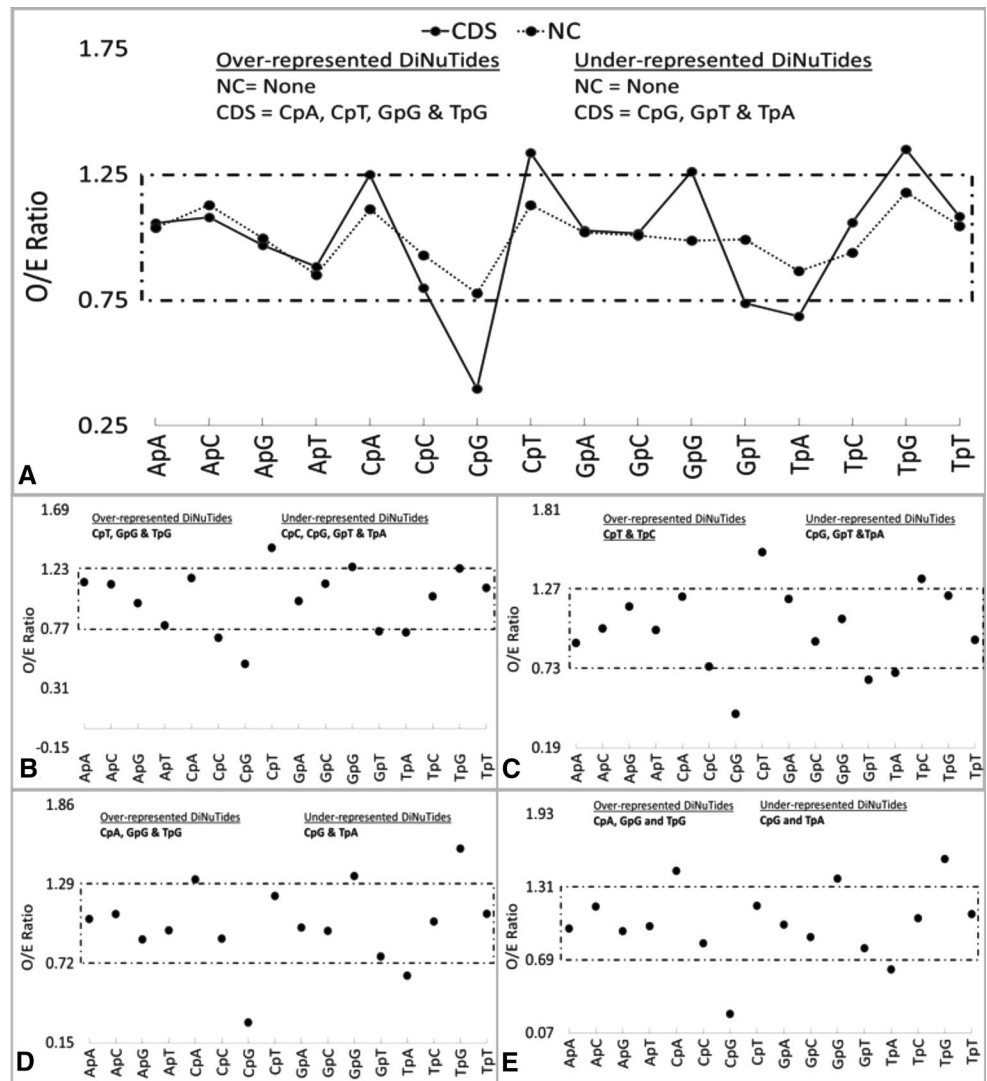 CDS NC
1.75
Over-represented DiNuTides
NC= None
CDS = CpA, CpT, GpG & TpG
Under-represented DiNuTides
NC = None
CDS = CpG, GpT & TpA
1.25
O/E Ratio
0.75
0.25
ApA ApC ApG ApT CpA CpC CpG CpT GpA GpC GpG GpT TpA TpC TpG TpT
A
1.69
Over-represented DiNuTides
CpT, GpG & TpG
Under-represented DiNuTides
CpC, CpG, GpT & TpA
1.23
O/E Ratio
0.77
0.31
-0.15
ApA ApC ApG ApT CpA CpC CpG CpT GpA GpC GpG GpT TpA TpC TpG TpT
B
1.81
Over-represented DiNuTides
CpT & TpC
Under-represented DiNuTides
CpG, GpT &TpA
1.27
O/E Ratio
0.73
0.19
ApA ApC ApG ApT CpA CpC CpG CpT GpA GpC GpG GpT TpA TpC TpG TpT
C
1.86
Over-represented DiNuTides
CpA, GpG & TpG
Under-represented DiNuTides
CpG & TpA
1.29
O/E Ratio
0.72
0.15
ApA ApC ApG ApT CpA CpC CpG CpT GpA GpC GpG GpT TpA TpC TpG TpT
D
1.93
Over-represented DiNuTides
CpA, GpG and TpG
Under-represented DiNuTides
CpG and TpA
1.31
O/E Ratio
0.69
0.07
ApA ApC ApG ApT CpA CpC CpG CpT GpA GpC GpG GpT TpA TpC TpG TpT
E